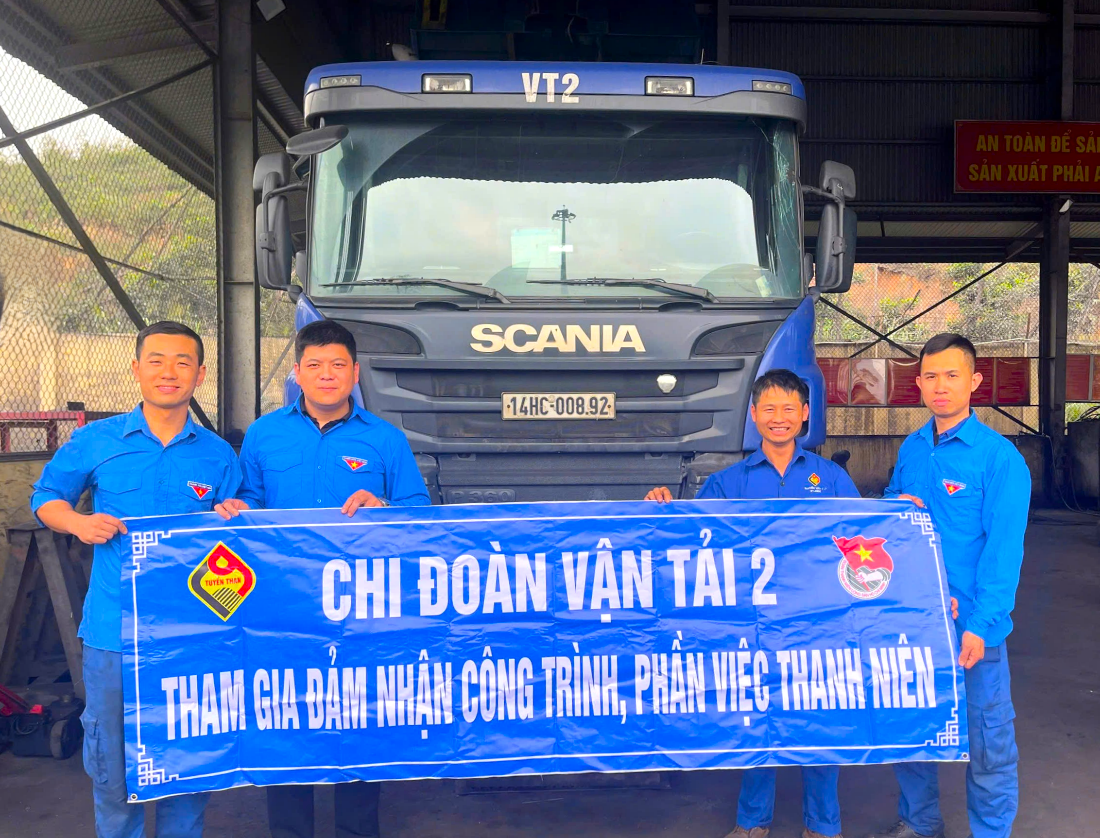 VT2
AN TOÀN ĐỂ SẢ
SẢN XUẤT PHẢI A
SCANIA
14HC-008.92
TUYỂN THAN
CHI ĐOÀN VẬN TẢI 2
THAM GIA ĐẢM NHẬN CÔNG TRÌNH, PHẦN VIỆC THANH NIÊN